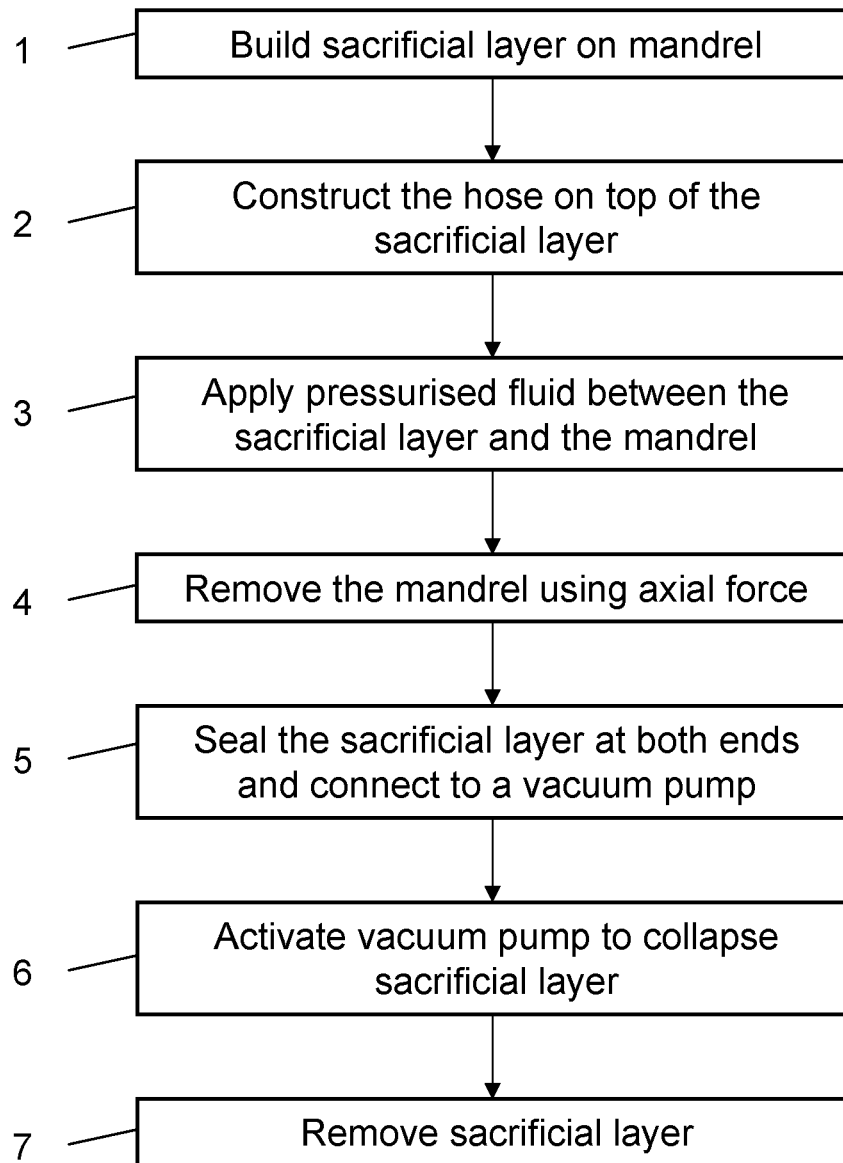 1
Build sacrificial layer on mandrel
2
Construct the hose on top of the
sacrificial layer
3
Apply pressurised fluid between the
sacrificial layer and the mandrel
4
Remove the mandrel using axial force
5
Seal the sacrificial layer at both ends
and connect to a vacuum pump
6
Activate vacuum pump to collapse
sacrificial layer
7
Remove sacrificial layer